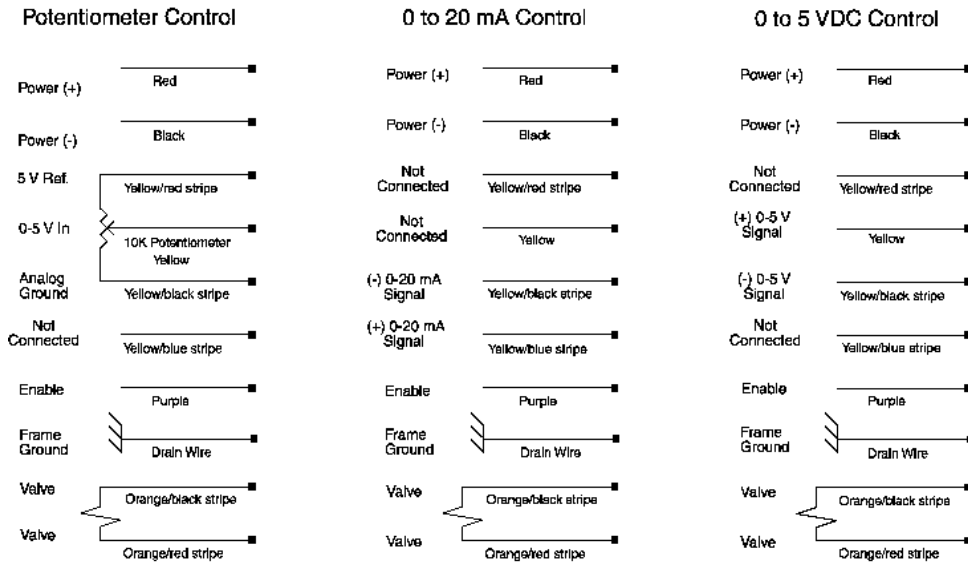 Potentiometer Control
Power (+)
Red
Power (-)
Black
5 V Ref.
Yellow/red stripe
0-5 V In
10K Potentiometer
Yellow
Analog
Ground
Yellow/black stripe
Not
Connected
Yellow/blue stripe
Enable
Purple
Frame
Ground
Drain Wire
Valve
Orange/black stripe
Valve
Orange/red stripe
0 to 20 mA Control
Power (+)
Red
Power (-)
Black
Not
Connected
Yellow/red stripe
Not
Connected
Yellow
(-) 0-20 mA
Signal
Yellow/black stripe
(+) 0-20 mA
Signal
Yellow/blue stripe
Enable
Purple
Frame
Ground
Drain Wire
Valve
Orange/black stripe
Valve
Orange/red stripe
0 to 5 VDC Control
Power (+)
Red
Power (-)
Black
Not
Connected
Yellow/red stripe
(+) 0-5 V
Signal
Yellow
(-) 0-5 V
Signal
Yellow/black stripe
Not
Connected
Yellow/blue stripe
Enable
Purple
Frame
Ground
Drain Wire
Valve
Orange/black stripe
Valve
Orange/red stripe